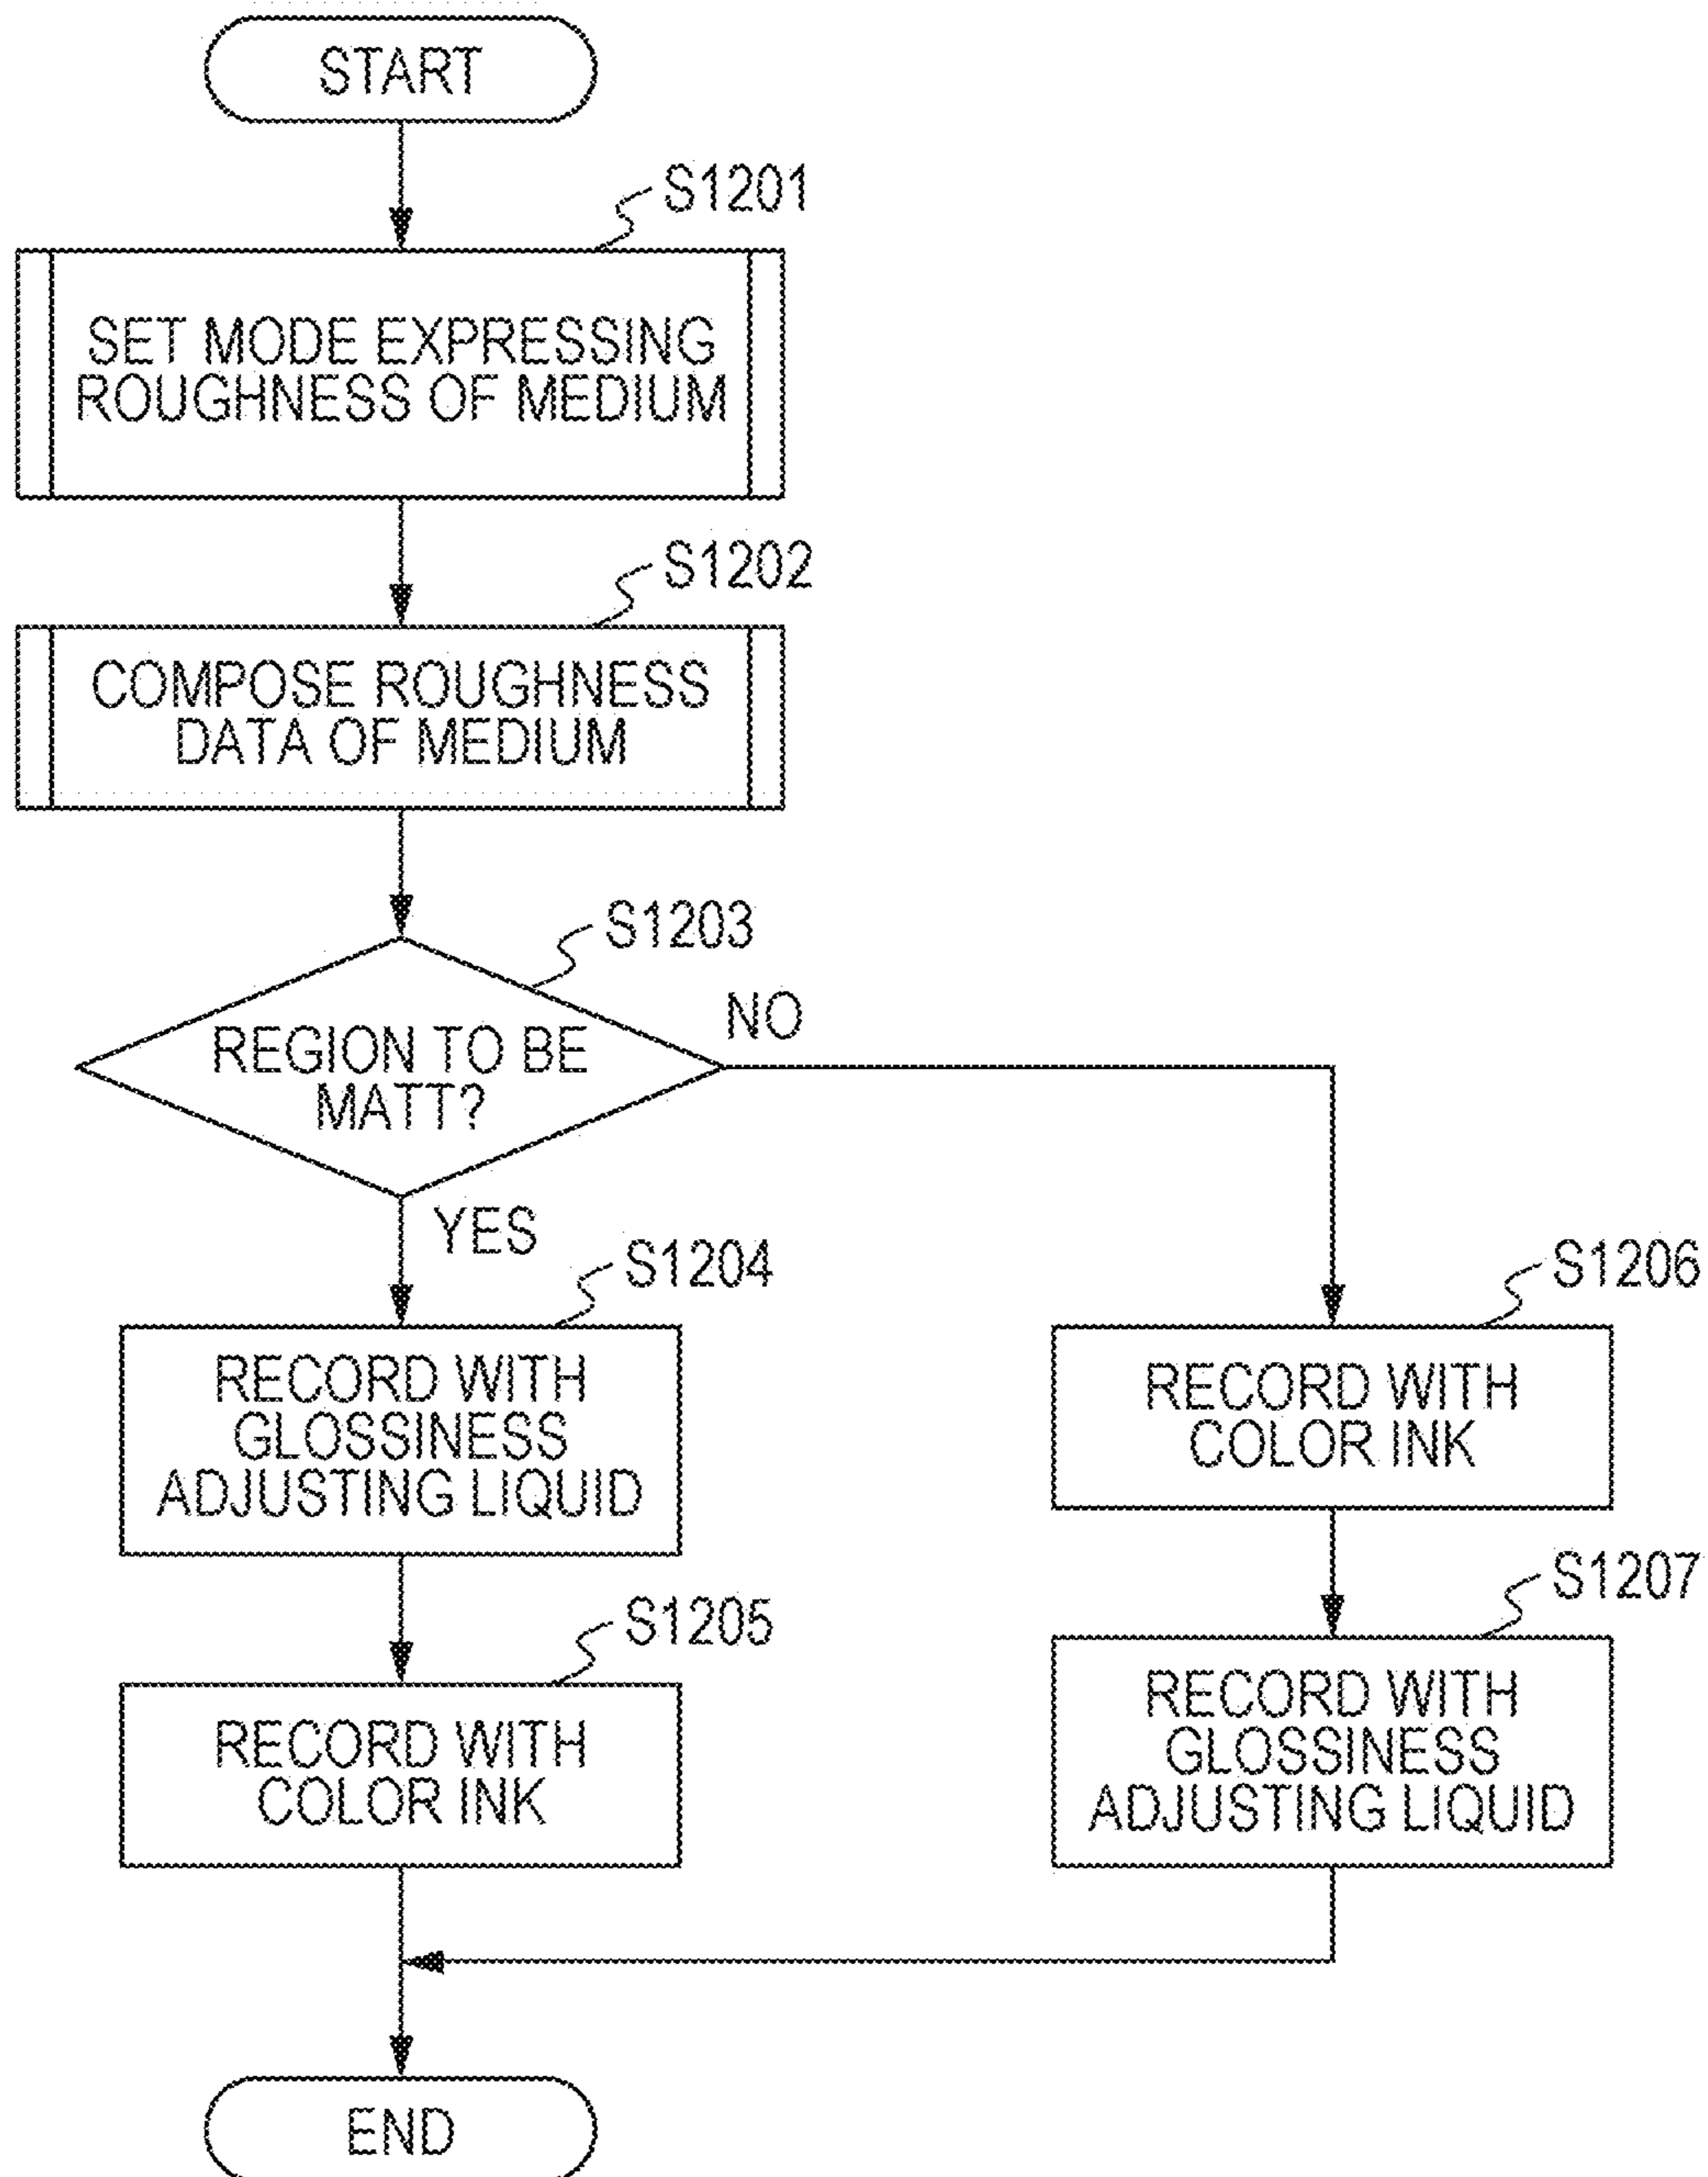 START
S1201
SET MODE EXPRESSING
ROUGHNESS OF MEDIUM
S1202
COMPOSE ROUGHNESS
DATA OF MEDIUM
S1203
REGION TO BE
MATT?
NO
YES
S1204
RECORD WITH
GLOSSINESS
ADJUSTING LIQUID
S1205
RECORD WITH
COLOR INK
S1206
RECORD WITH
COLOR INK
S1207
RECORD WITH
GLOSSINESS
ADJUSTING LIQUID
END